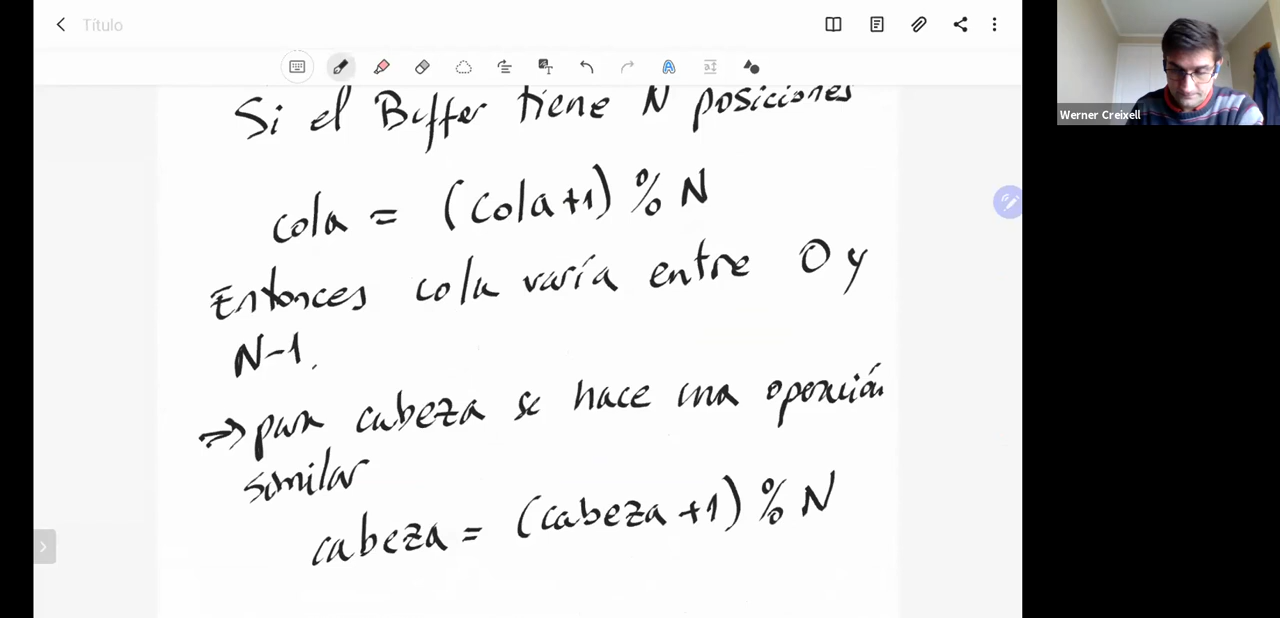 Título
Si el Buffer tiene N posiciones
cola = (cola+1) % N
Entonces cola varía entre 0 y
N-1.
⇒ para cabeza se hace una operación
similar
cabeza = (cabeza+1) % N
Werner Creixell